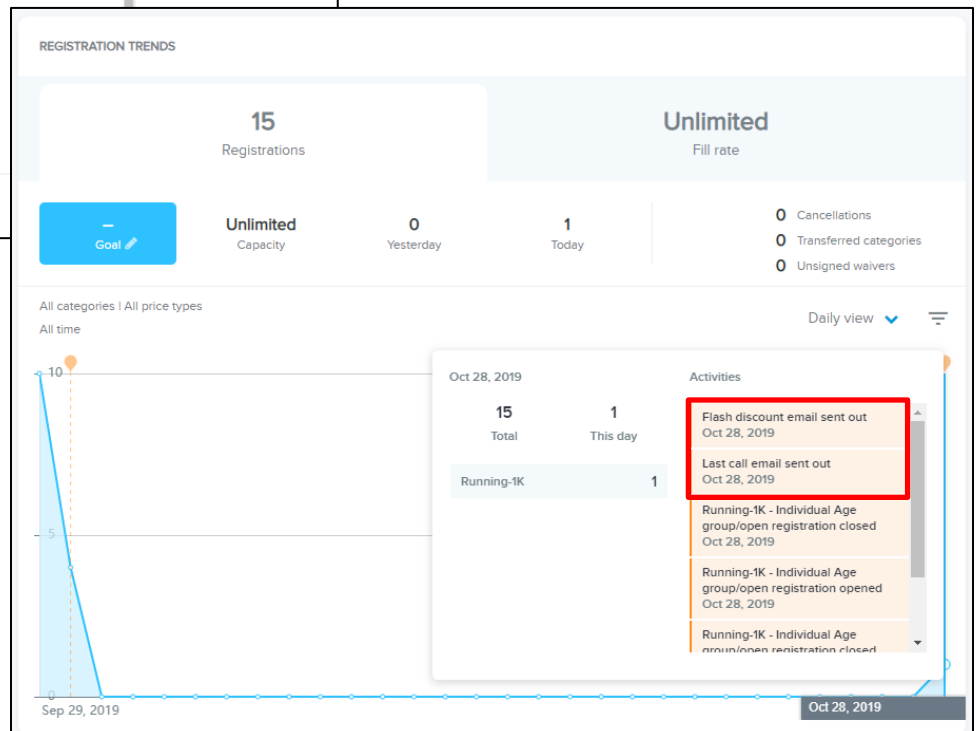 REGISTRATION TRENDS
15
Registrations
Unlimited
Fill rate
–
Goal
Unlimited
Capacity
0
Yesterday
1
Today
0 Cancellations
0 Transferred categories
0 Unsigned waivers
All categories | All price types
All time
Daily view
10
5
0
Sep 29, 2019
Oct 28, 2019
Oct 28, 2019
15
Total
1
This day
Running-1K 1
Activities
Flash discount email sent out
Oct 28, 2019
Last call email sent out
Oct 28, 2019
Running-1K - Individual Age
group/open registration closed
Oct 28, 2019
Running-1K - Individual Age
group/open registration opened
Oct 28, 2019
Running-1K - Individual Age
group/open registration closed